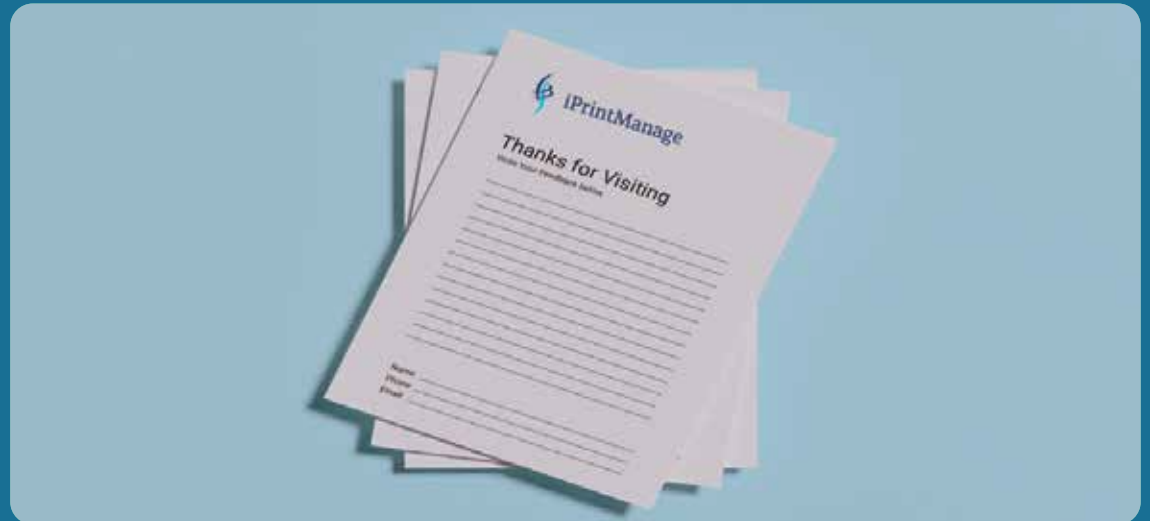 iPrintManage
Thanks for Visiting
Write Your Feedback below
Name
Phone
Email